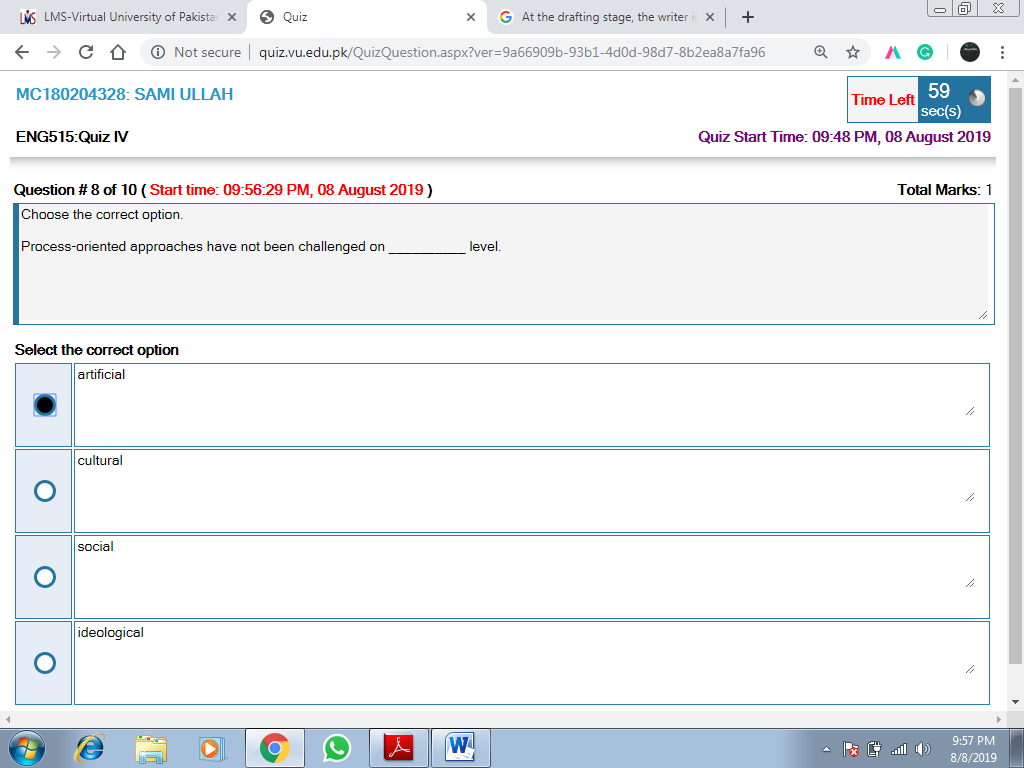 LMS-Virtual University of Pakistan
Quiz
At the drafting stage, the writer is
Not secure
quiz.vu.edu.pk/QuizQuestion.aspx?ver=9a66909b-93b1-4d0d-98d7-8b2ea8a7fa96
MC180204328: SAMI ULLAH
Time Left
59
sec(s)
ENG515:Quiz IV
Quiz Start Time: 09:48 PM, 08 August 2019
Question # 8 of 10 ( Start time: 09:56:29 PM, 08 August 2019 )
Total Marks: 1
Choose the correct option.
Process-oriented approaches have not been challenged on __________ level.
Select the correct option
artificial
cultural
social
ideological
9:57 PM
8/8/2019